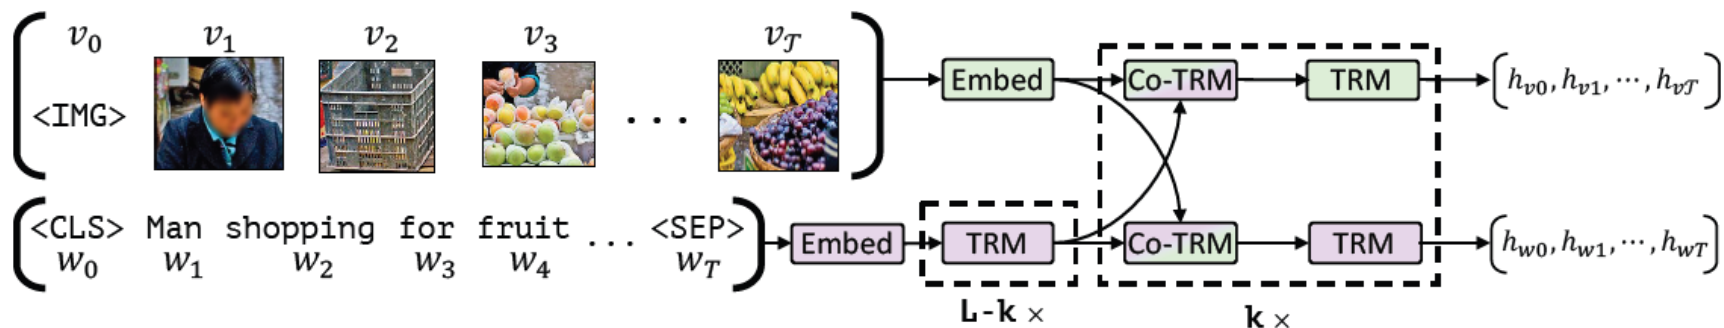 v0 v1 v2 v3 v𝒯
<IMG> ...
Embed Co-TRM TRM (hv0, hv1, ⋯, hv𝒯)
<CLS> Man shopping for fruit ... <SEP>
w0 w1 w2 w3 w4 wT
Embed TRM Co-TRM TRM (hw0, hw1, ⋯, hwT)
L-k × k ×